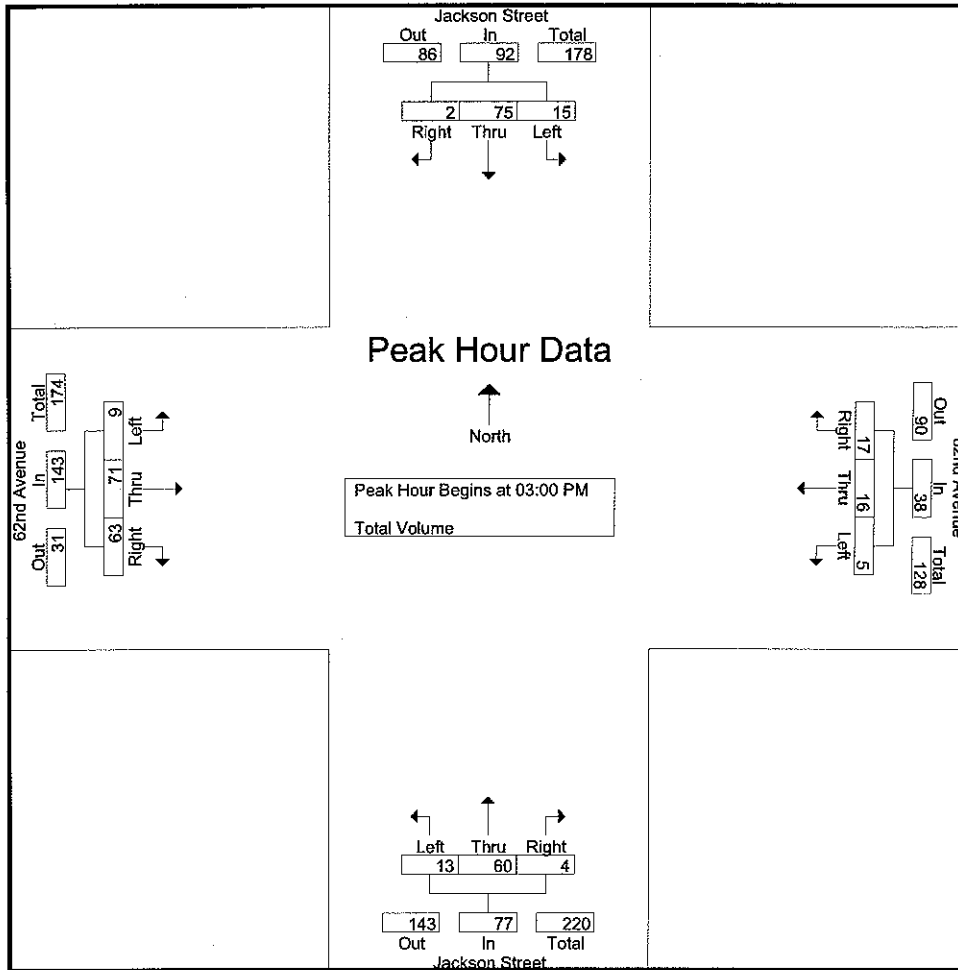 Jackson Street
Out In Total
86 92 178
2 75 15
Right Thru Left
Peak Hour Data
North
Peak Hour Begins at 03:00 PM
Total Volume
62nd Avenue
Out In Total
31 143 174
63 71 9
Right Thru Left
Right Thru Left
17 16 5
Out In Total
90 38 128
Avenue
Left Thru Right
13 60 4
143 77 220
Out In Total
Jackson Street